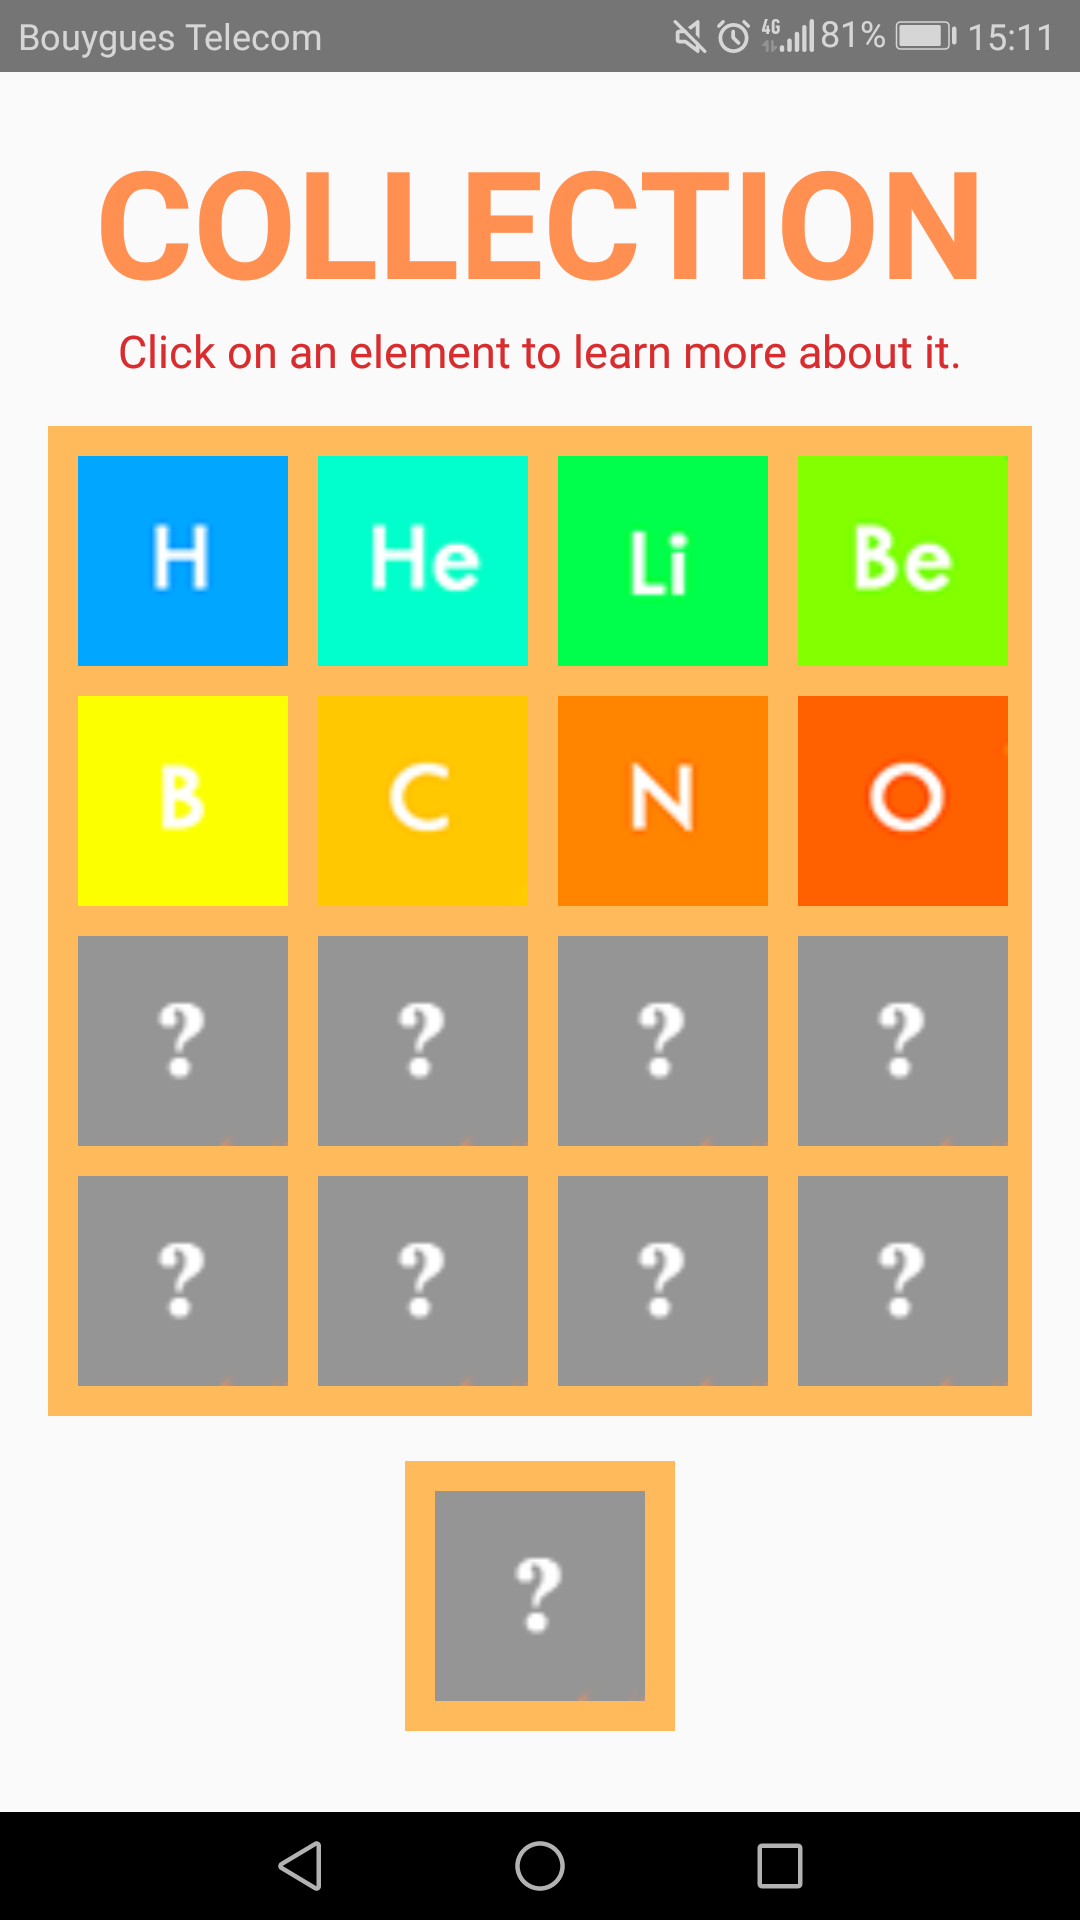 Bouygues Telecom 4G 81% 15:11
COLLECTION
Click on an element to learn more about it.
H He Li Be
B C N O
? ? ? ?
? ? ? ?
?